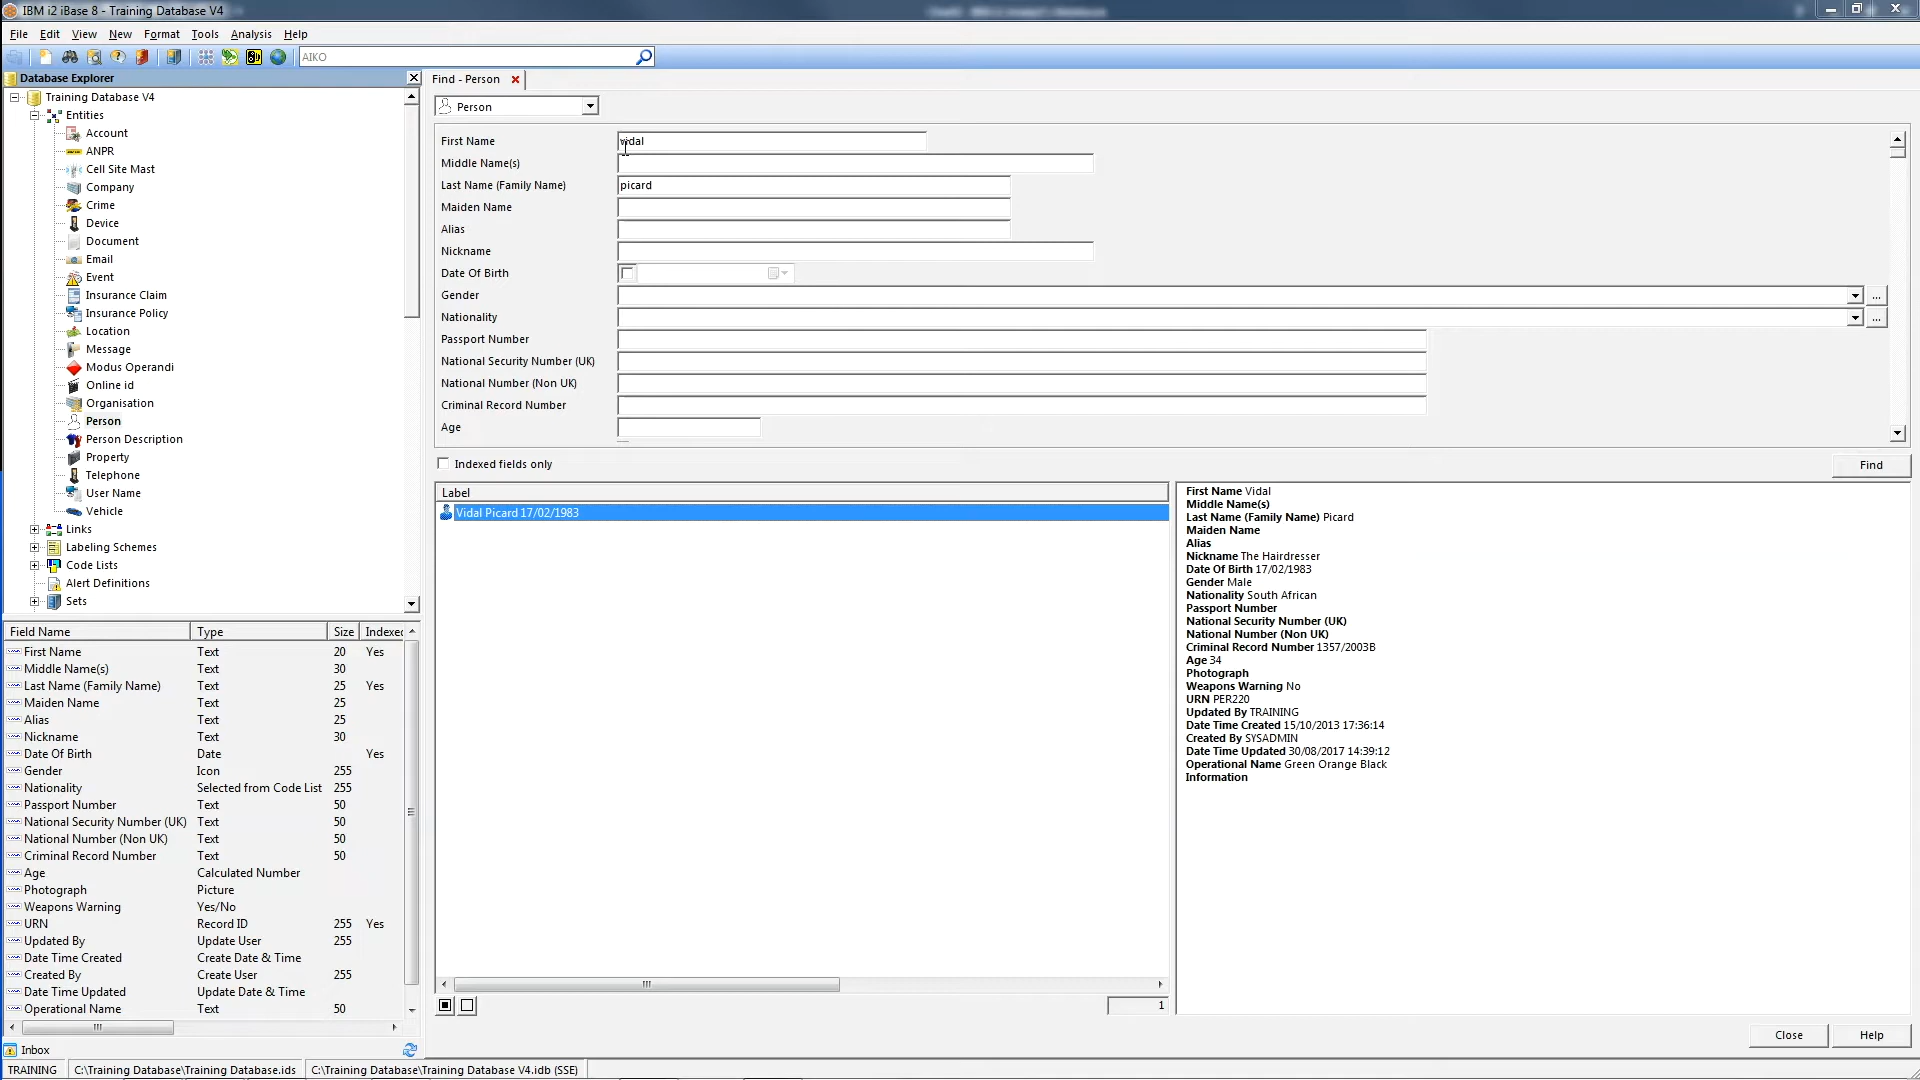 IBM i2 iBase 8 - Training Database V4
File Edit View New Format Tools Analysis Help
AIKO
Database Explorer
Training Database V4
Entities
Account
ANPR
Cell Site Mast
Company
Crime
Device
Document
Email
Event
Insurance Claim
Insurance Policy
Location
Message
Modus Operandi
Online id
Organisation
Person
Person Description
Property
Telephone
User Name
Vehicle
Links
Labeling Schemes
Code Lists
Alert Definitions
Sets
Field Name Type Size Indexed
First Name Text 20 Yes
Middle Name(s) Text 30
Last Name (Family Name) Text 25 Yes
Maiden Name Text 25
Alias Text 25
Nickname Text 30
Date Of Birth Date Yes
Gender Icon 255
Nationality Selected from Code List 255
Passport Number Text 50
National Security Number (UK) Text 50
National Number (Non UK) Text 50
Criminal Record Number Text 50
Age Calculated Number
Photograph Picture
Weapons Warning Yes/No
URN Record ID 255 Yes
Updated By Update User 255
Date Time Created Create Date & Time
Created By Create User 255
Date Time Updated Update Date & Time
Operational Name Text 50
Inbox
Find - Person
Person
First Name vidal
Middle Name(s)
Last Name (Family Name) picard
Maiden Name
Alias
Nickname
Date Of Birth
Gender ...
Nationality ...
Passport Number
National Security Number (UK)
National Number (Non UK)
Criminal Record Number
Age
Indexed fields only
Find
Label
Vidal Picard 17/02/1983
1
First Name Vidal
Middle Name(s)
Last Name (Family Name) Picard
Maiden Name
Alias
Nickname The Hairdresser
Date Of Birth 17/02/1983
Gender Male
Nationality South African
Passport Number
National Security Number (UK)
National Number (Non UK)
Criminal Record Number 1357/2003B
Age 34
Photograph
Weapons Warning No
URN PER220
Updated By TRAINING
Date Time Created 15/10/2013 17:36:14
Created By SYSADMIN
Date Time Updated 30/08/2017 14:39:12
Operational Name Green Orange Black
Information
Close Help
TRAINING C:\Training Database\Training Database.ids C:\Training Database\Training Database V4.idb (SSE)